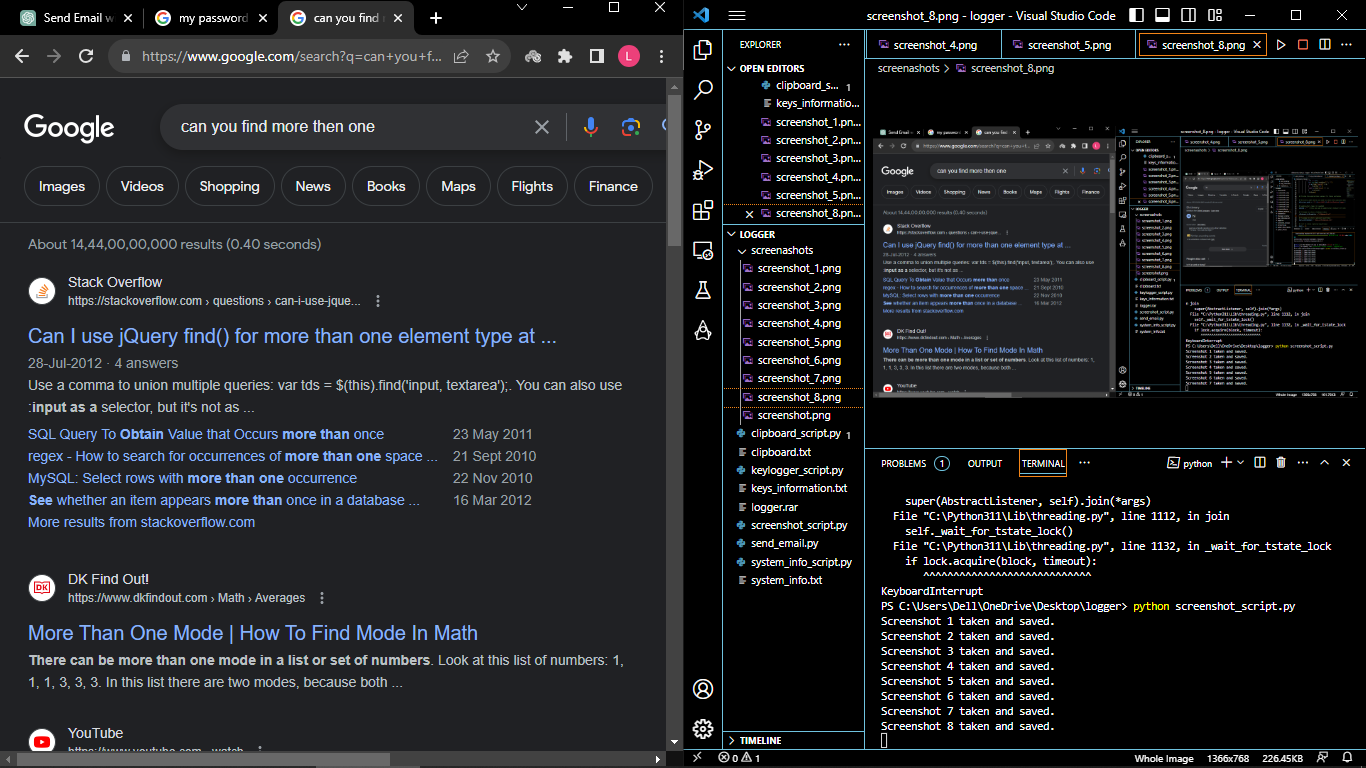 Send Email w
my password
can you find
https://www.google.com/search?q=can+you+f...
L
Google
can you find more then one
Images
Videos
Shopping
News
Books
Maps
Flights
Finance
About 14,44,00,00,000 results (0.40 seconds)
Stack Overflow
https://stackoverflow.com › questions › can-i-use-jque...
Can I use jQuery find() for more than one element type at ...
28-Jul-2012 · 4 answers
Use a comma to union multiple queries: var tds = $(this).find('input, textarea');. You can also use
:input as a selector, but it's not as ...
SQL Query To Obtain Value that Occurs more than once 23 May 2011
regex - How to search for occurrences of more than one space ... 21 Sept 2010
MySQL: Select rows with more than one occurrence 22 Nov 2010
See whether an item appears more than once in a database ... 16 Mar 2012
More results from stackoverflow.com
DK
DK Find Out!
https://www.dkfindout.com › Math › Averages
More Than One Mode | How To Find Mode In Math
There can be more than one mode in a list or set of numbers. Look at this list of numbers: 1,
1, 1, 3, 3, 3. In this list there are two modes, because both ...
YouTube
https://www.youtube.com › watch
screenshot_8.png - logger - Visual Studio Code
EXPLORER
OPEN EDITORS
clipboard_s... 1
keys_informatio...
screenshot_1.pn...
screenshot_2.pn...
screenshot_3.pn...
screenshot_4.pn...
screenshot_5.pn...
screenshot_8.pn...
LOGGER
screenashots
screenshot_1.png
screenshot_2.png
screenshot_3.png
screenshot_4.png
screenshot_5.png
screenshot_6.png
screenshot_7.png
screenshot_8.png
screenshot.png
clipboard_script.py 1
clipboard.txt
keylogger_script.py
keys_information.txt
logger.rar
screenshot_script.py
send_email.py
system_info_script.py
system_info.txt
TIMELINE
screenshot_4.png
screenshot_5.png
screenshot_8.png
screenashots > screenshot_8.png
PROBLEMS 1
OUTPUT
TERMINAL
python
super(AbstractListener, self).join(*args)
File "C:\Python311\Lib\threading.py", line 1112, in join
self._wait_for_tstate_lock()
File "C:\Python311\Lib\threading.py", line 1132, in _wait_for_tstate_lock
if lock.acquire(block, timeout):
^^^^^^^^^^^^^^^^^^^^^^^^^^^^
KeyboardInterrupt
PS C:\Users\Dell\OneDrive\Desktop\logger> python screenshot_script.py
Screenshot 1 taken and saved.
Screenshot 2 taken and saved.
Screenshot 3 taken and saved.
Screenshot 4 taken and saved.
Screenshot 5 taken and saved.
Screenshot 6 taken and saved.
Screenshot 7 taken and saved.
Screenshot 8 taken and saved.
0 1
Whole Image
1366x768
226.45KB